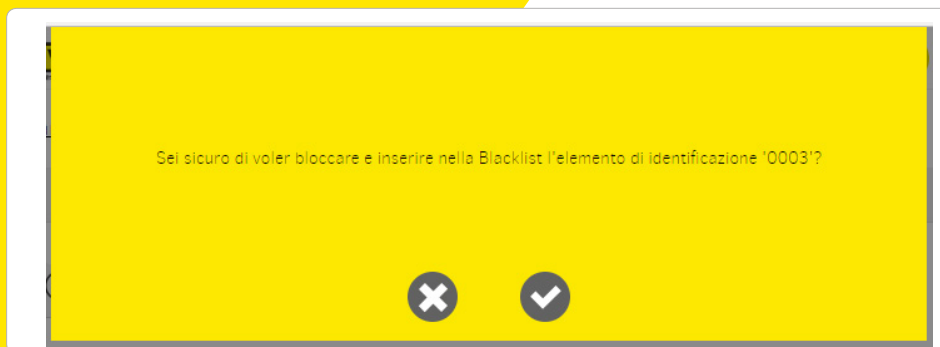 Sei sicuro di voler bloccare e inserire nella Blacklist l'elemento di identificazione '0003'?